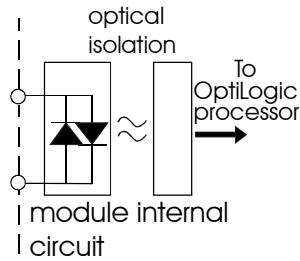 optical
isolation
To
OptiLogic
processor
module internal
circuit